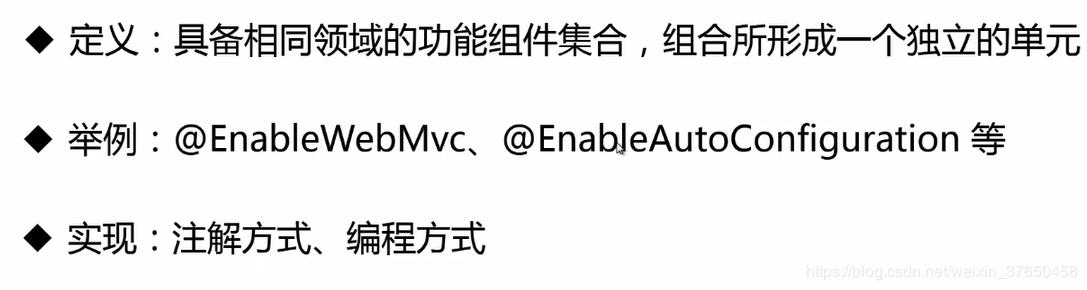 ◆ 定义：具备相同领域的功能组件集合，组合所形成一个独立的单元
◆ 举例：@EnableWebMvc、@EnableAutoConfiguration 等
◆ 实现：注解方式、编程方式
https://blog.csdn.net/weixin_37650458